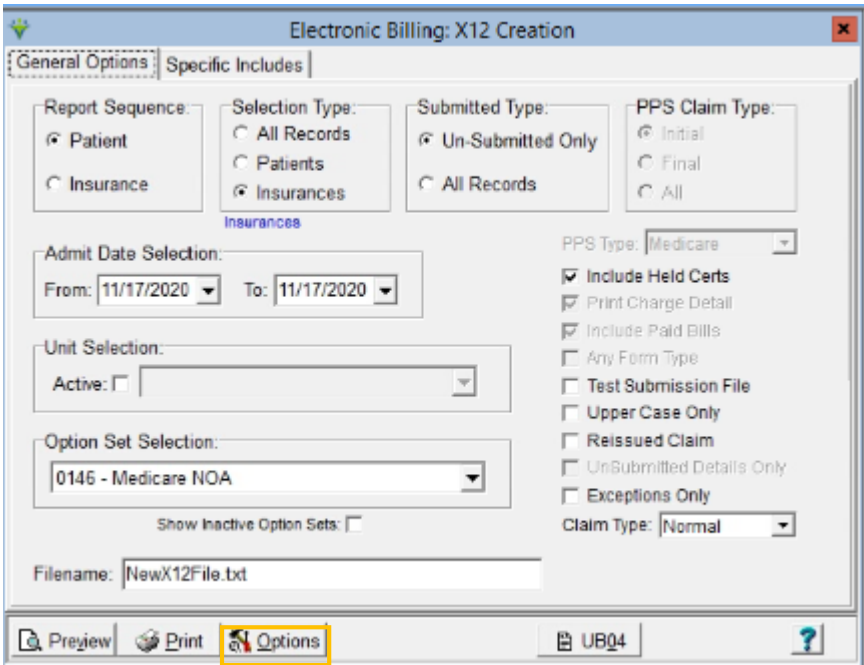 Electronic Billing: X12 Creation
General Options Specific Includes
Report Sequence: Selection Type: Submitted Type: PPS Claim Type:
Patient All Records Un-Submitted Only Initial
Patients Final
Insurance Insurances All Records All
Insurances
PPS Type: Medicare
Admit Date Selection:
Include Held Certs
From: 11/17/2020 To: 11/17/2020
Print Charge Detail
Include Paid Bills
Unit Selection:
Any Form Type
Active:
Test Submission File
Upper Case Only
Option Set Selection:
Reissued Claim
0146 - Medicare NOA
UnSubmitted Details Only
Exceptions Only
Show Inactive Option Sets:
Claim Type: Normal
Filename: NewX12File.txt
Preview Print Options UB04 ?